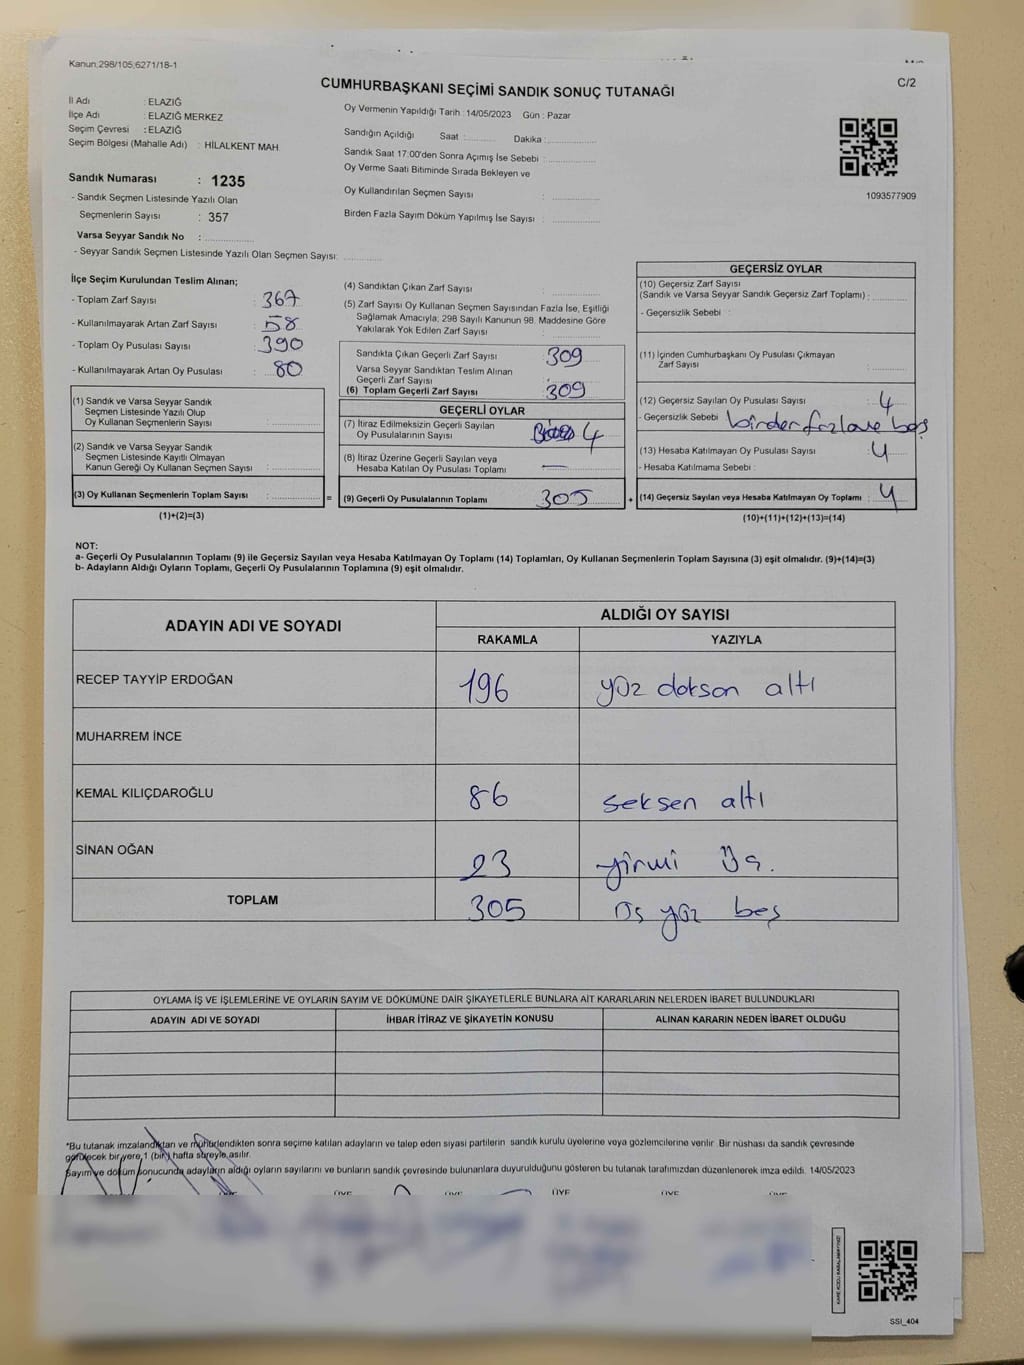 Kanun:298/105;6271/18-1
C/2
CUMHURBAŞKANI SEÇİMİ SANDIK SONUÇ TUTANAĞI
İl Adı : ELAZIĞ
İlçe Adı : ELAZIĞ MERKEZ
Seçim Çevresi : ELAZIĞ
Seçim Bölgesi (Mahalle Adı) : HİLALKENT MAH
Sandık Numarası : 1235
- Sandık Seçmen Listesinde Yazılı Olan
Seçmenlerin Sayısı : 357
Varsa Seyyar Sandık No :
- Seyyar Sandık Seçmen Listesinde Yazılı Olan Seçmen Sayısı:
Oy Vermenin Yapıldığı Tarih : 14/05/2023 Gün : Pazar
Sandığın Açıldığı Saat : Dakika :
Sandık Saat 17:00'den Sonra Açımış İse Sebebi :
Oy Verme Saati Bitiminde Sırada Bekleyen ve
Oy Kullandırılan Seçmen Sayısı :
Birden Fazla Sayım Döküm Yapılmış İse Sayısı :
1093577909
İlçe Seçim Kurulundan Teslim Alınan;
- Toplam Zarf Sayısı : 367
- Kullanılmayarak Artan Zarf Sayısı : 58
- Toplam Oy Pusulası Sayısı : 390
- Kullanılmayarak Artan Oy Pusulası : 80
(1) Sandık ve Varsa Seyyar Sandık
Seçmen Listesinde Yazılı Olup
Oy Kullanan Seçmenlerin Sayısı :
(2) Sandık ve Varsa Seyyar Sandık
Seçmen Listesinde Kayıtlı Olmayan
Kanun Gereği Oy Kullanan Seçmen Sayısı :
(3) Oy Kullanan Seçmenlerin Toplam Sayısı : =
(1)+(2)=(3)
(4) Sandıktan Çıkan Zarf Sayısı :
(5) Zarf Sayısı Oy Kullanan Seçmen Sayısından Fazla İse, Eşitliği
Sağlamak Amacıyla; 298 Sayılı Kanunun 98. Maddesine Göre
Yakılarak Yok Edilen Zarf Sayısı :
Sandıkta Çıkan Geçerli Zarf Sayısı : 309
Varsa Seyyar Sandıktan Teslim Alınan
Geçerli Zarf Sayısı :
(6) Toplam Geçerli Zarf Sayısı : 309
GEÇERLİ OYLAR
(7) İtiraz Edilmeksizin Geçerli Sayılan
Oy Pusulalarının Sayısı : 4
(8) İtiraz Üzerine Geçerli Sayılan veya
Hesaba Katılan Oy Pusulası Toplamı : —
(9) Geçerli Oy Pusulalarının Toplamı : 305 +
GEÇERSİZ OYLAR
(10) Geçersiz Zarf Sayısı
(Sandık ve Varsa Seyyar Sandık Geçersiz Zarf Toplamı) :
- Geçersizlik Sebebi :
(11) İçinden Cumhurbaşkanı Oy Pusulası Çıkmayan
Zarf Sayısı :
(12) Geçersiz Sayılan Oy Pusulası Sayısı : 4
- Geçersizlik Sebebi
(13) Hesaba Katılmayan Oy Pusulası Sayısı : 4
- Hesaba Katılmama Sebebi :
(14) Geçersiz Sayılan veya Hesaba Katılmayan Oy Toplamı : 4
(10)+(11)+(12)+(13)=(14)
NOT:
a- Geçerli Oy Pusulalarının Toplamı (9) ile Geçersiz Sayılan veya Hesaba Katılmayan Oy Toplamı (14) Toplamları, Oy Kullanan Seçmenlerin Toplam Sayısına (3) eşit olmalıdır. (9)+(14)=(3)
b- Adayların Aldığı Oyların Toplamı, Geçerli Oy Pusulalarının Toplamına (9) eşit olmalıdır.
ADAYIN ADI VE SOYADI
ALDIĞI OY SAYISI
RAKAMLA YAZIYLA
RECEP TAYYİP ERDOĞAN 196 yüz doksan altı
MUHARREM İNCE
KEMAL KILIÇDAROĞLU 86 seksen altı
SİNAN OĞAN 23 yirmi üç.
TOPLAM 305 üç yüz beş
OYLAMA İŞ VE İŞLEMLERİNE VE OYLARIN SAYIM VE DÖKÜMÜNE DAİR ŞİKAYETLERLE BUNLARA AİT KARARLARIN NELERDEN İBARET BULUNDUKLARI
ADAYIN ADI VE SOYADI İHBAR İTİRAZ VE ŞİKAYETİN KONUSU ALINAN KARARIN NEDEN İBARET OLDUĞU
*Bu tutanak imzalandıktan ve mühürlendikten sonra seçime katılan adayların ve talep eden siyasi partilerin sandık kurulu üyelerine veya gözlemcilerine verilir. Bir nüshası da sandık çevresinde
görülecek bir yere 1 (bir) hafta süreyle asılır.
Sayım ve döküm sonucunda adayların aldığı oyların sayılarını ve bunların sandık çevresinde bulunanlara duyurulduğunu gösteren bu tutanak tarafımızdan düzenlenerek imza edildi. 14/05/2023
ÜYE ÜYE ÜYE ÜYE ÜYE
SSI_404